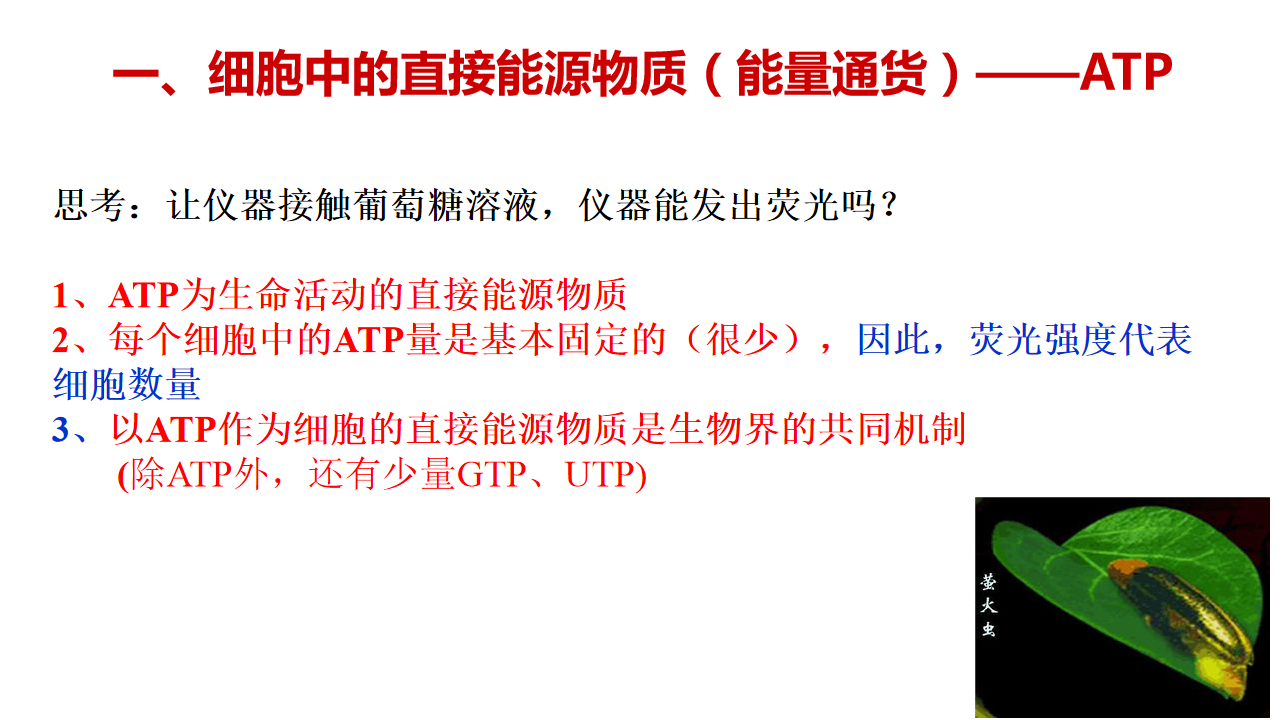 一、细胞中的直接能源物质（能量通货）——ATP
思考：让仪器接触葡萄糖溶液，仪器能发出荧光吗？
1、ATP为生命活动的直接能源物质
2、每个细胞中的ATP量是基本固定的（很少），因此，荧光强度代表
细胞数量
3、以ATP作为细胞的直接能源物质是生物界的共同机制
(除ATP外，还有少量GTP、UTP)
萤火虫